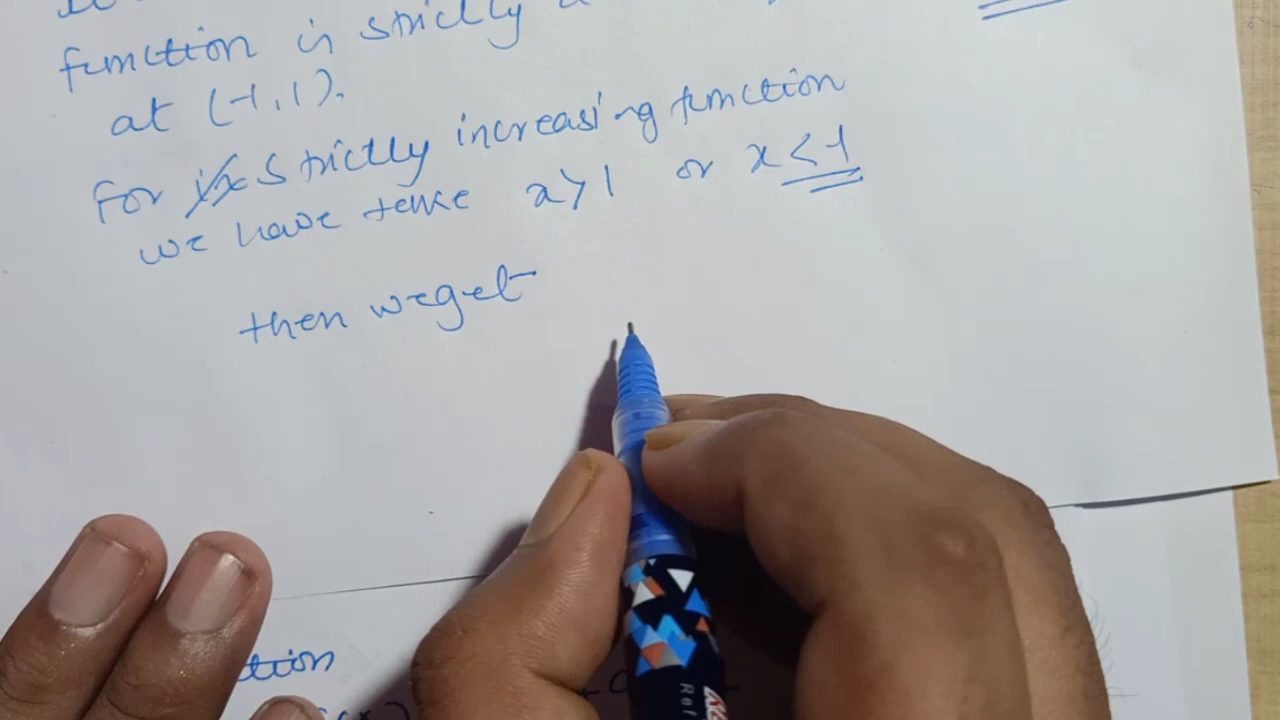 function is strictly
at (-1,1).
For strictly increasing function
we have take x>1 or x<1
then we get
ction